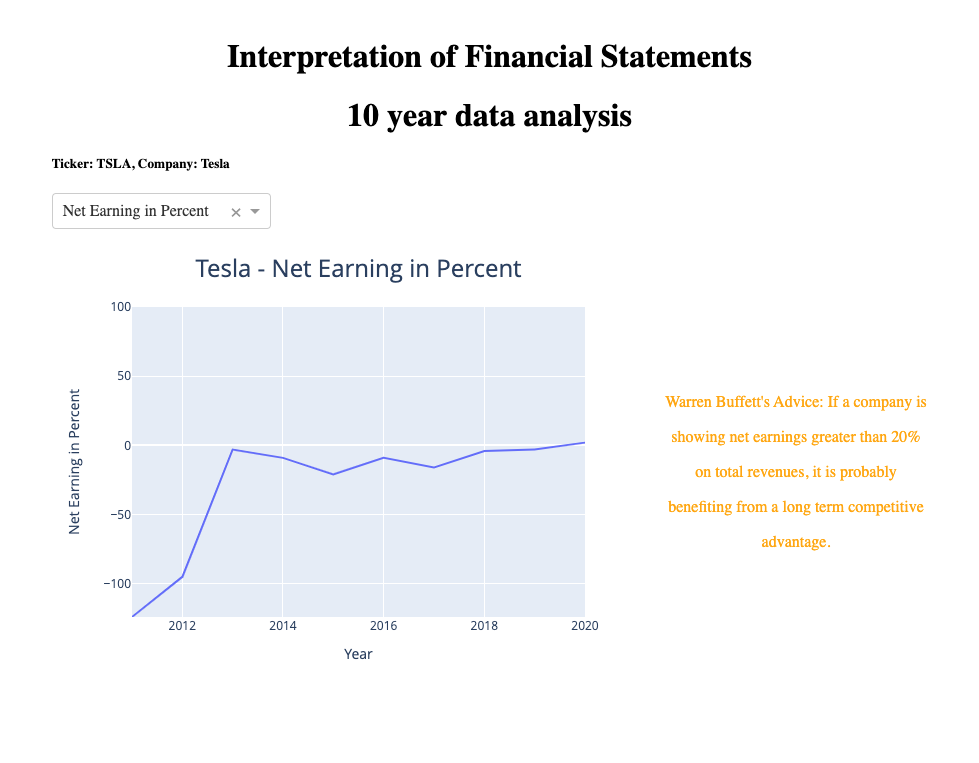 Interpretation of Financial Statements
10 year data analysis
Ticker: TSLA, Company: Tesla
Net Earning in Percent
Tesla - Net Earning in Percent
100
50
0
−50
−100
Net Earning in Percent
2012 2014 2016 2018 2020
Year
Warren Buffett's Advice: If a company is
showing net earnings greater than 20%
on total revenues, it is probably
benefiting from a long term competitive
advantage.